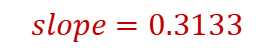 slope = 0.3133